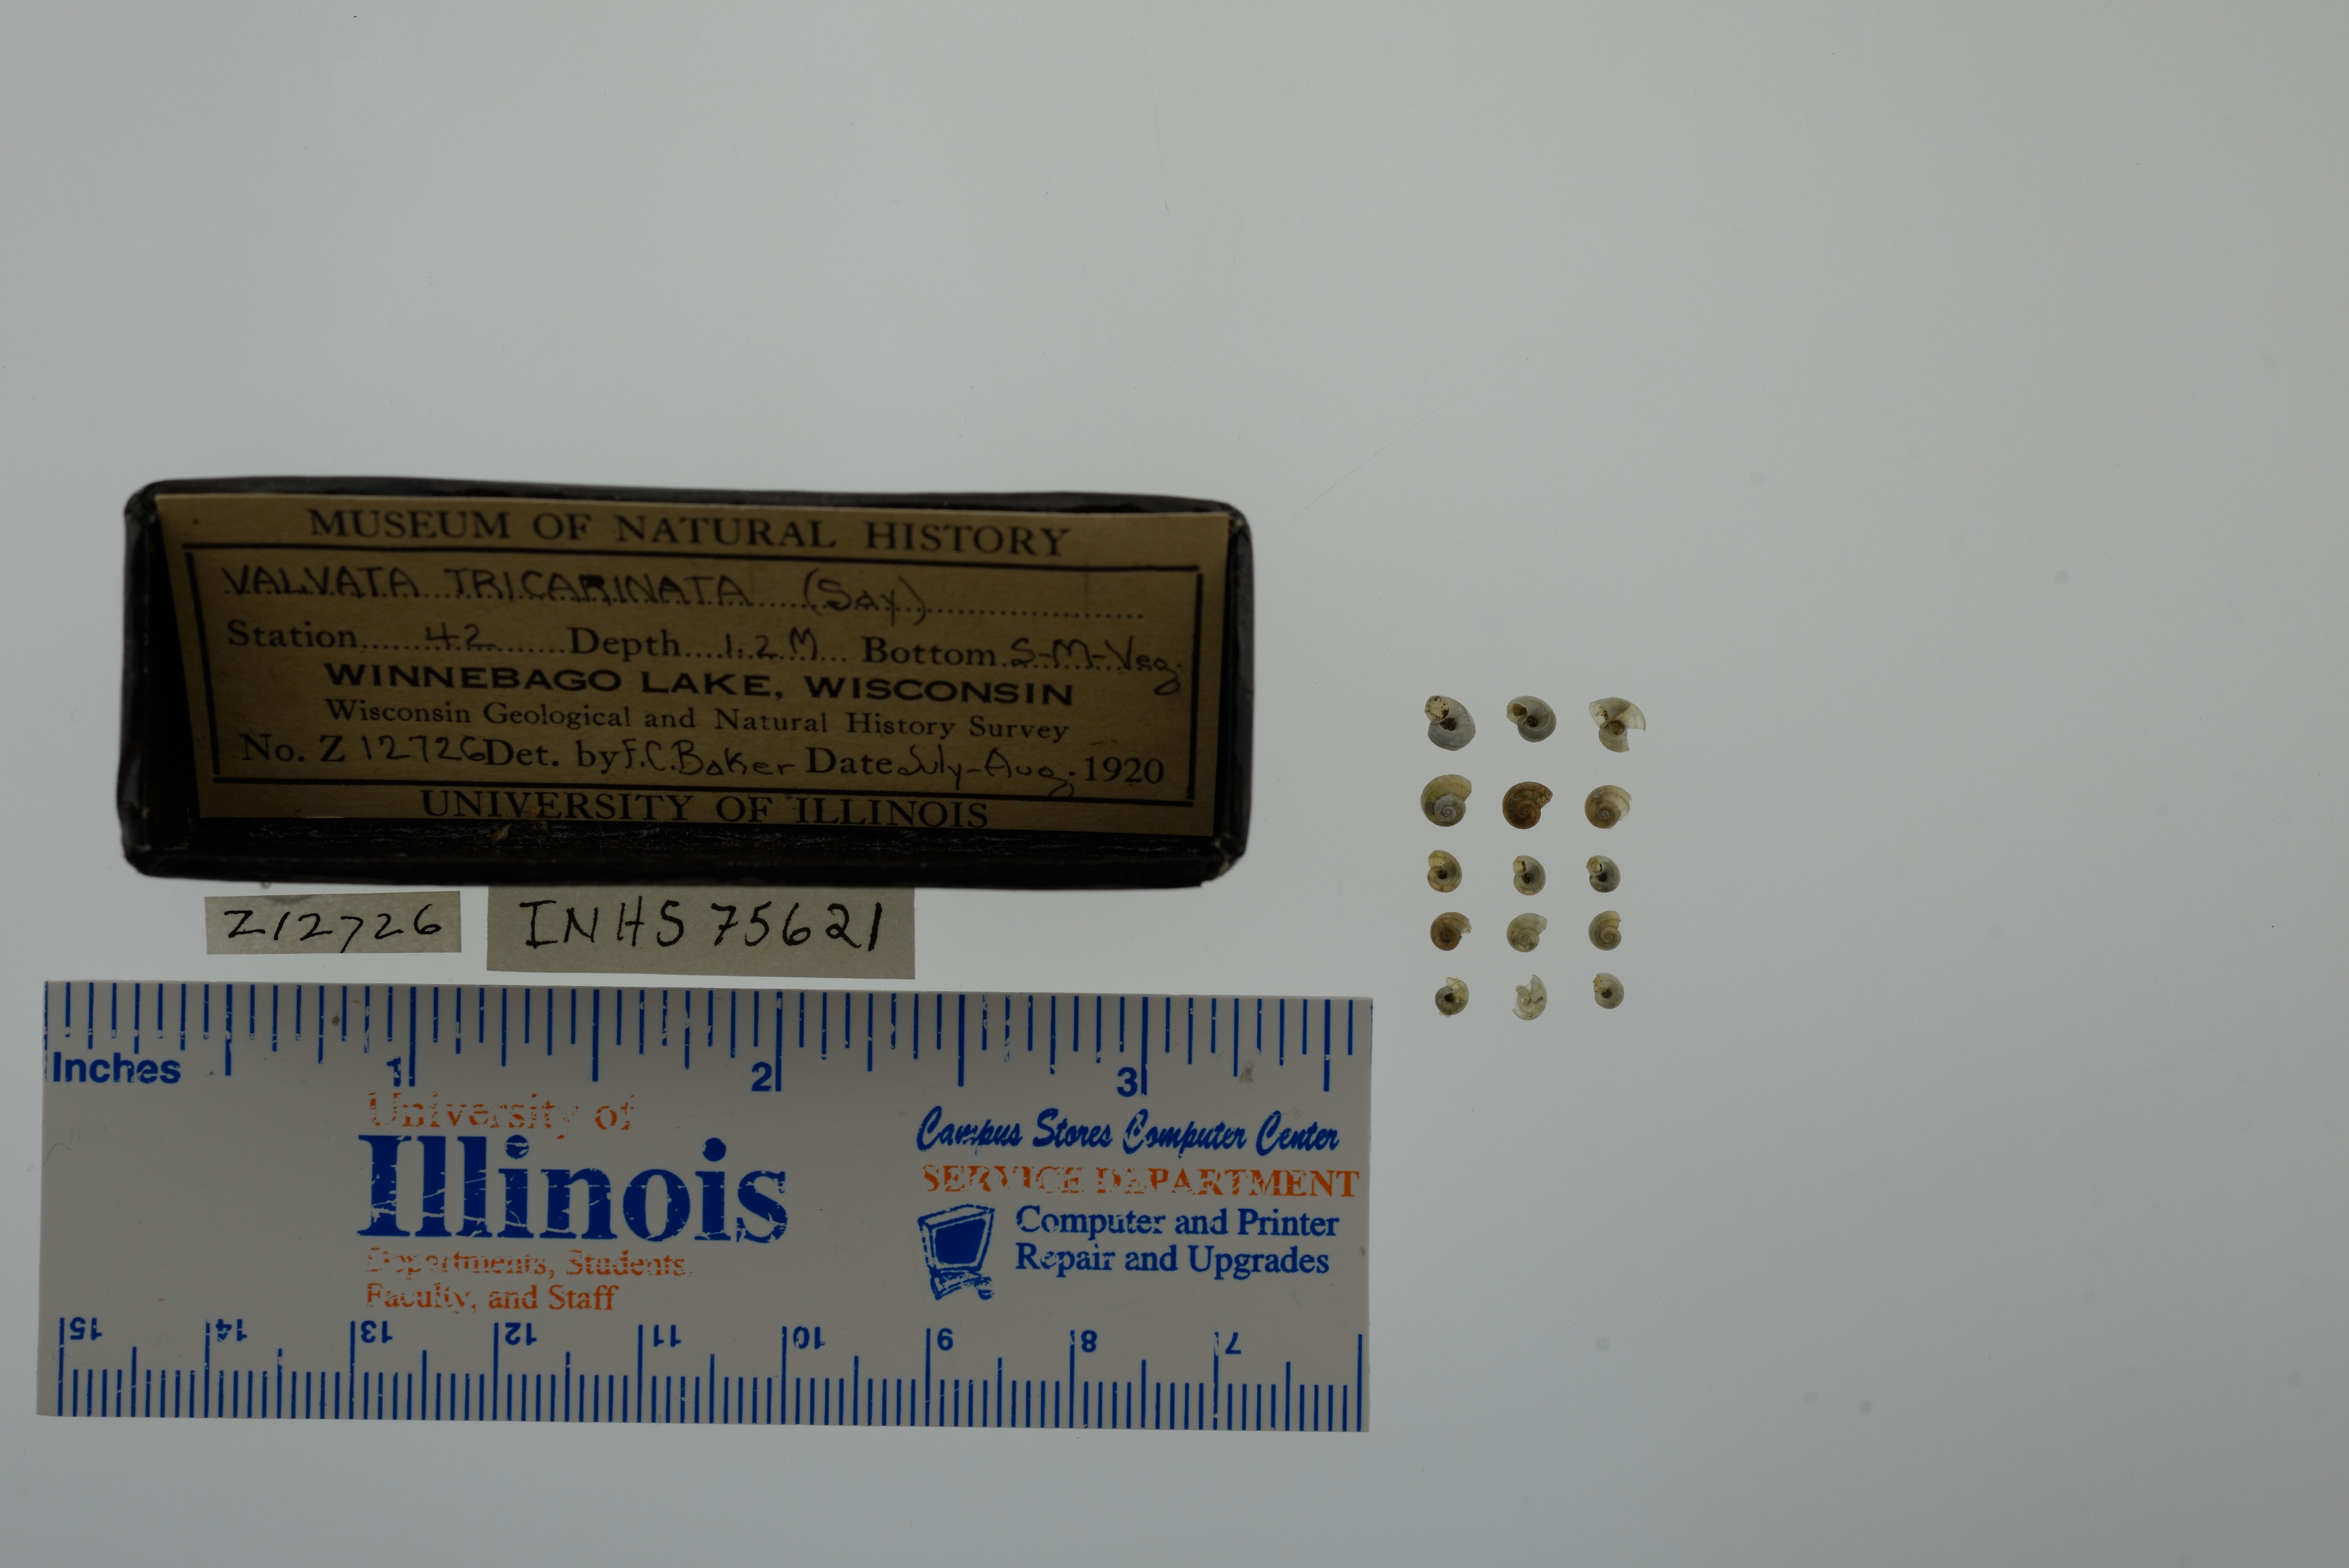 MUSEUM OF NATURAL HISTORY
VALVATA TRICARINATA (Say)
Station 42 Depth 1.2 M Bottom S-M-Veg.
WINNEBAGO LAKE, WISCONSIN
Wisconsin Geological and Natural History Survey
No. Z 12726 Det. by F.C. Baker Date July-Aug. 1920
UNIVERSITY OF ILLINOIS
Z12726
INHS 75621
Inches 1 2 3
University of
Illinois
Departments, Students,
Faculty, and Staff
Campus Stores Computer Center
SERVICE DEPARTMENT
Computer and Printer
Repair and Upgrades
15 14 13 12 11 10 9 8 7